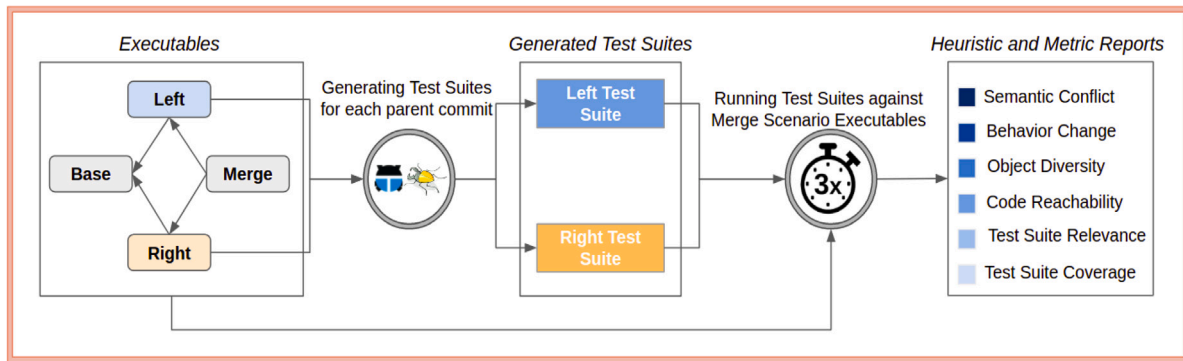 Executables
Left
Base
Merge
Right
Generating Test Suites
for each parent commit
Generated Test Suites
Left Test
Suite
Right Test
Suite
Running Test Suites against
Merge Scenario Executables
3x
Heuristic and Metric Reports
Semantic Conflict
Behavior Change
Object Diversity
Code Reachability
Test Suite Relevance
Test Suite Coverage